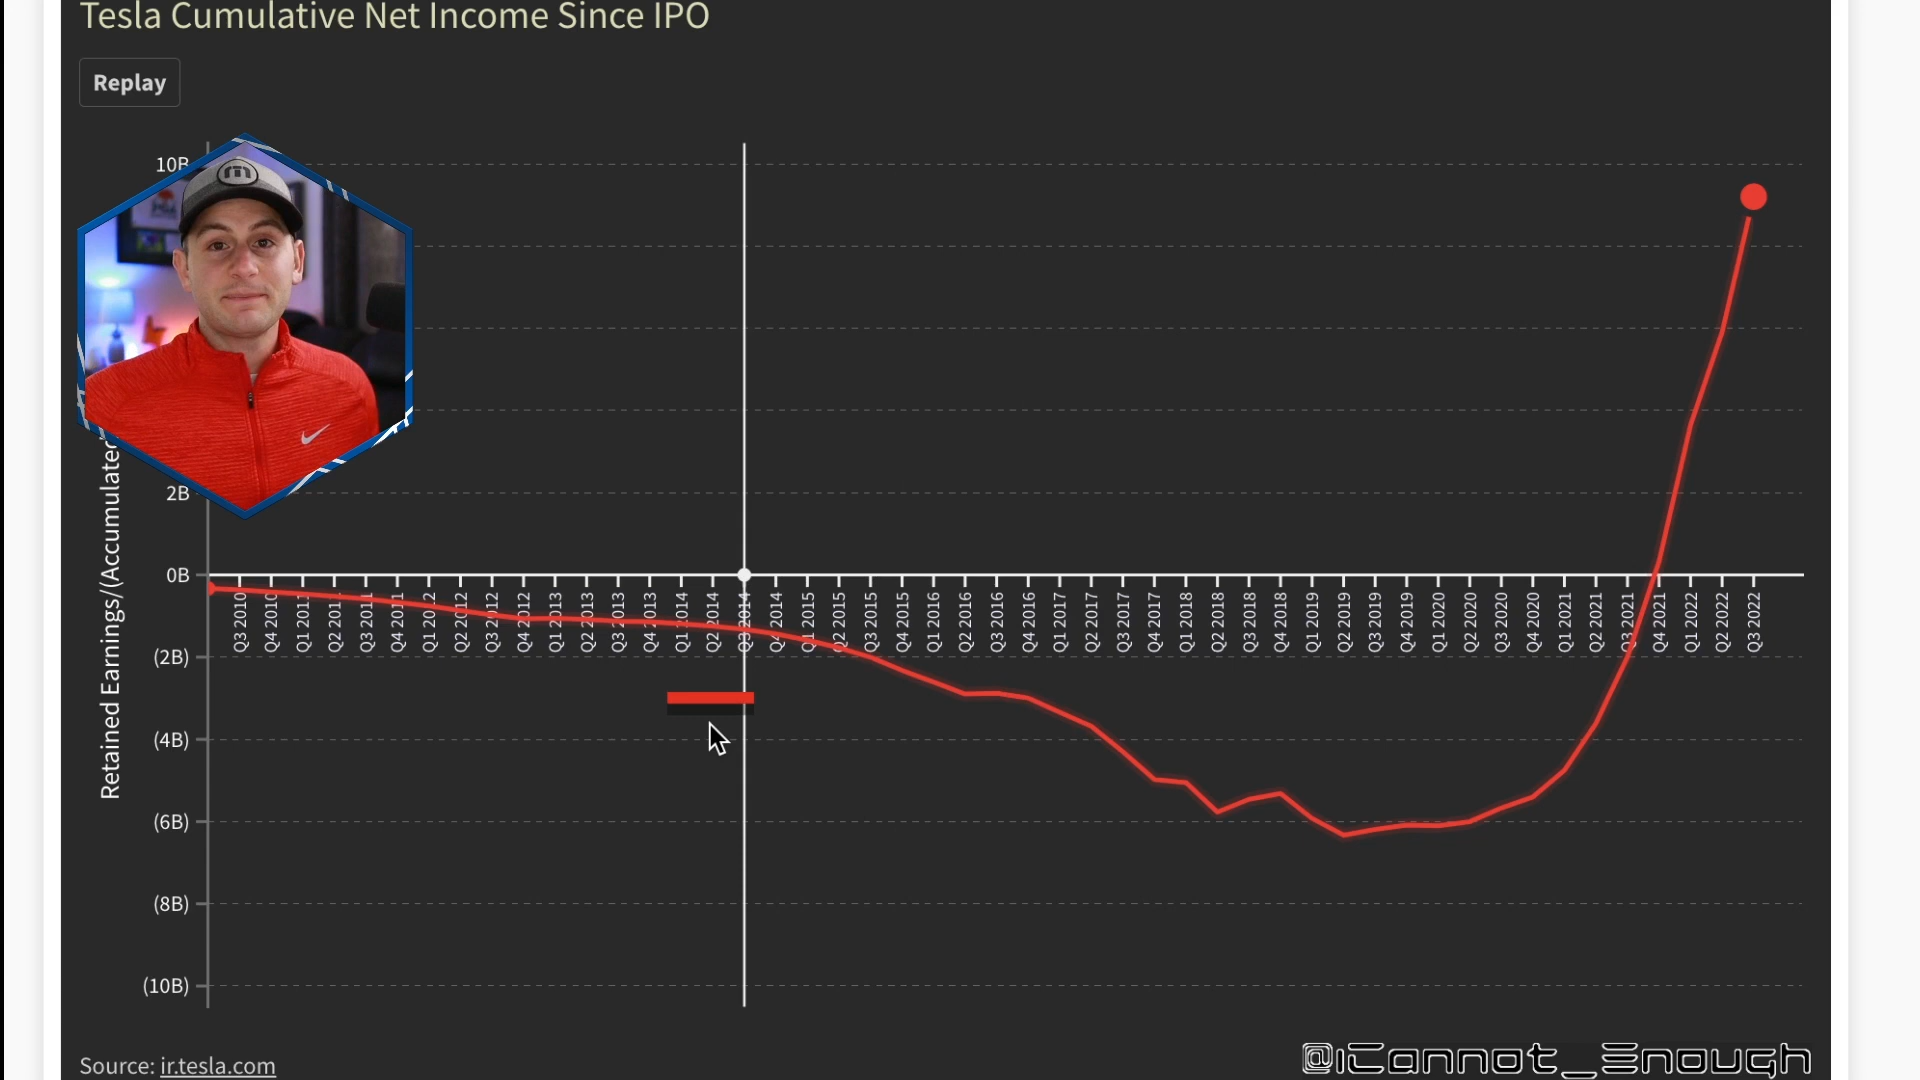 Tesla Cumulative Net Income Since IPO
Replay
10B
2B
0B
(2B)
(4B)
(6B)
(8B)
(10B)
Retained Earnings/(Accumulated
Q3 2010
Q4 2010
Q1 2011
Q2 2011
Q3 2011
Q4 2011
Q1 2012
Q2 2012
Q3 2012
Q4 2012
Q1 2013
Q2 2013
Q3 2013
Q4 2013
Q1 2014
Q2 2014
Q3 2014
Q4 2014
Q1 2015
Q2 2015
Q3 2015
Q4 2015
Q1 2016
Q2 2016
Q3 2016
Q4 2016
Q1 2017
Q2 2017
Q3 2017
Q4 2017
Q1 2018
Q2 2018
Q3 2018
Q4 2018
Q1 2019
Q2 2019
Q3 2019
Q4 2019
Q1 2020
Q2 2020
Q3 2020
Q4 2020
Q1 2021
Q2 2021
Q3 2021
Q4 2021
Q1 2022
Q2 2022
Q3 2022
Source: ir.tesla.com
@iCannot_Enough